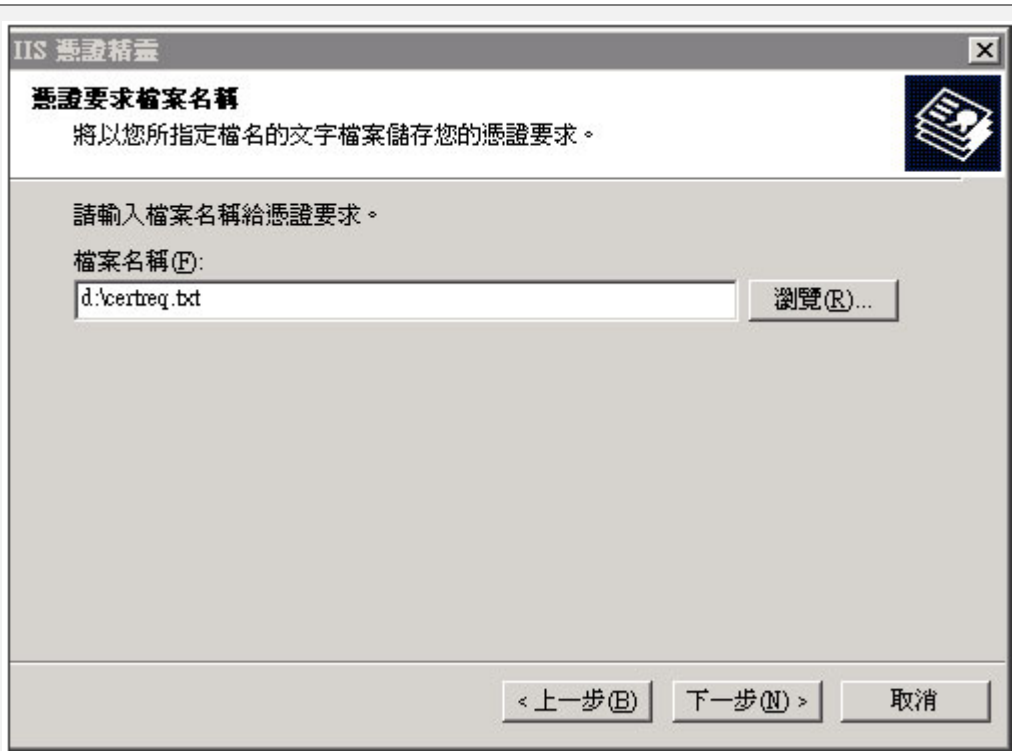 IIS 憑證精靈
憑證要求檔案名稱
將以您所指定檔名的文字檔案儲存您的憑證要求。
請輸入檔案名稱給憑證要求。
檔案名稱(F):
d:\certreq.txt
瀏覽(R)...
< 上一步(B) 下一步(N) > 取消